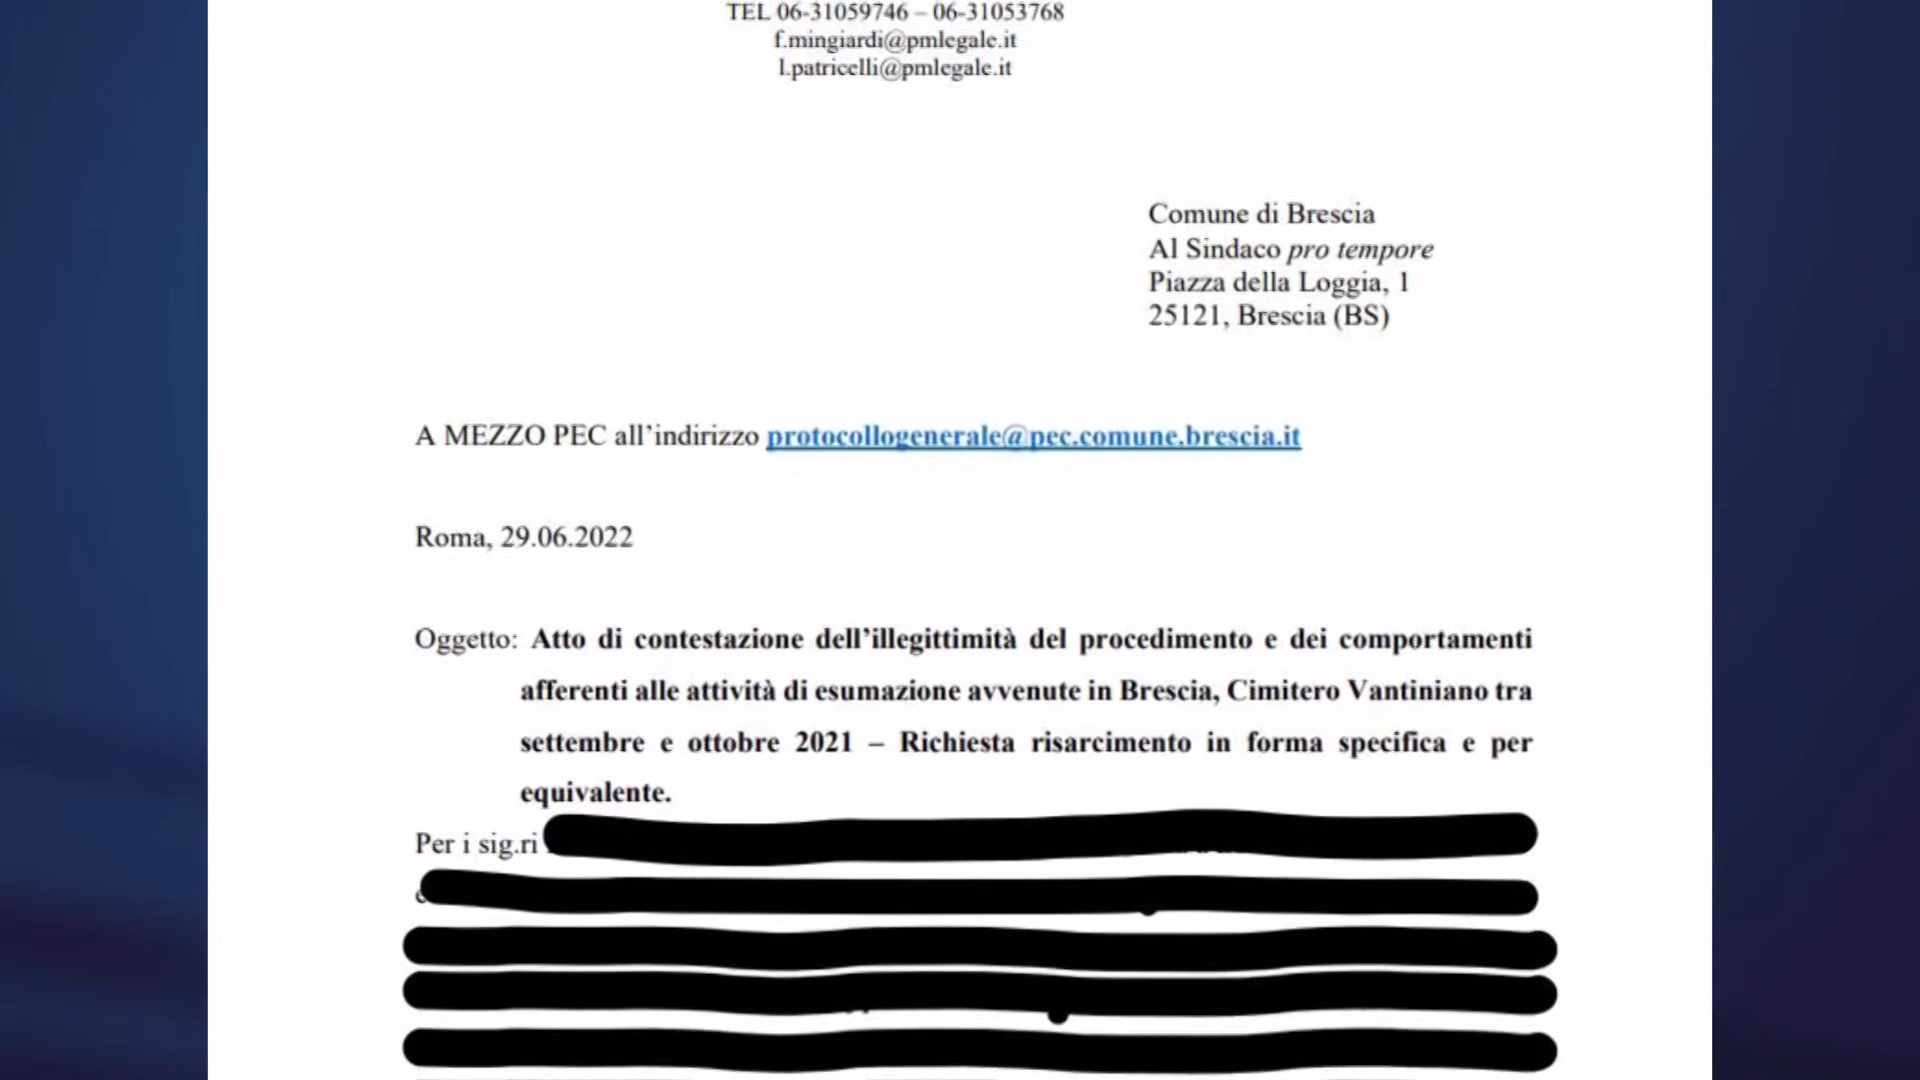 TEL 06-31059746 – 06-31053768
f.mingiardi@pmlegale.it
l.patricelli@pmlegale.it
Comune di Brescia
Al Sindaco pro tempore
Piazza della Loggia, 1
25121, Brescia (BS)
A MEZZO PEC all’indirizzo protocollogenerale@pec.comune.brescia.it
Roma, 29.06.2022
Oggetto: Atto di contestazione dell’illegittimità del procedimento e dei comportamenti
afferenti alle attività di esumazione avvenute in Brescia, Cimitero Vantiniano tra
settembre e ottobre 2021 – Richiesta risarcimento in forma specifica e per
equivalente.
Per i sig.ri